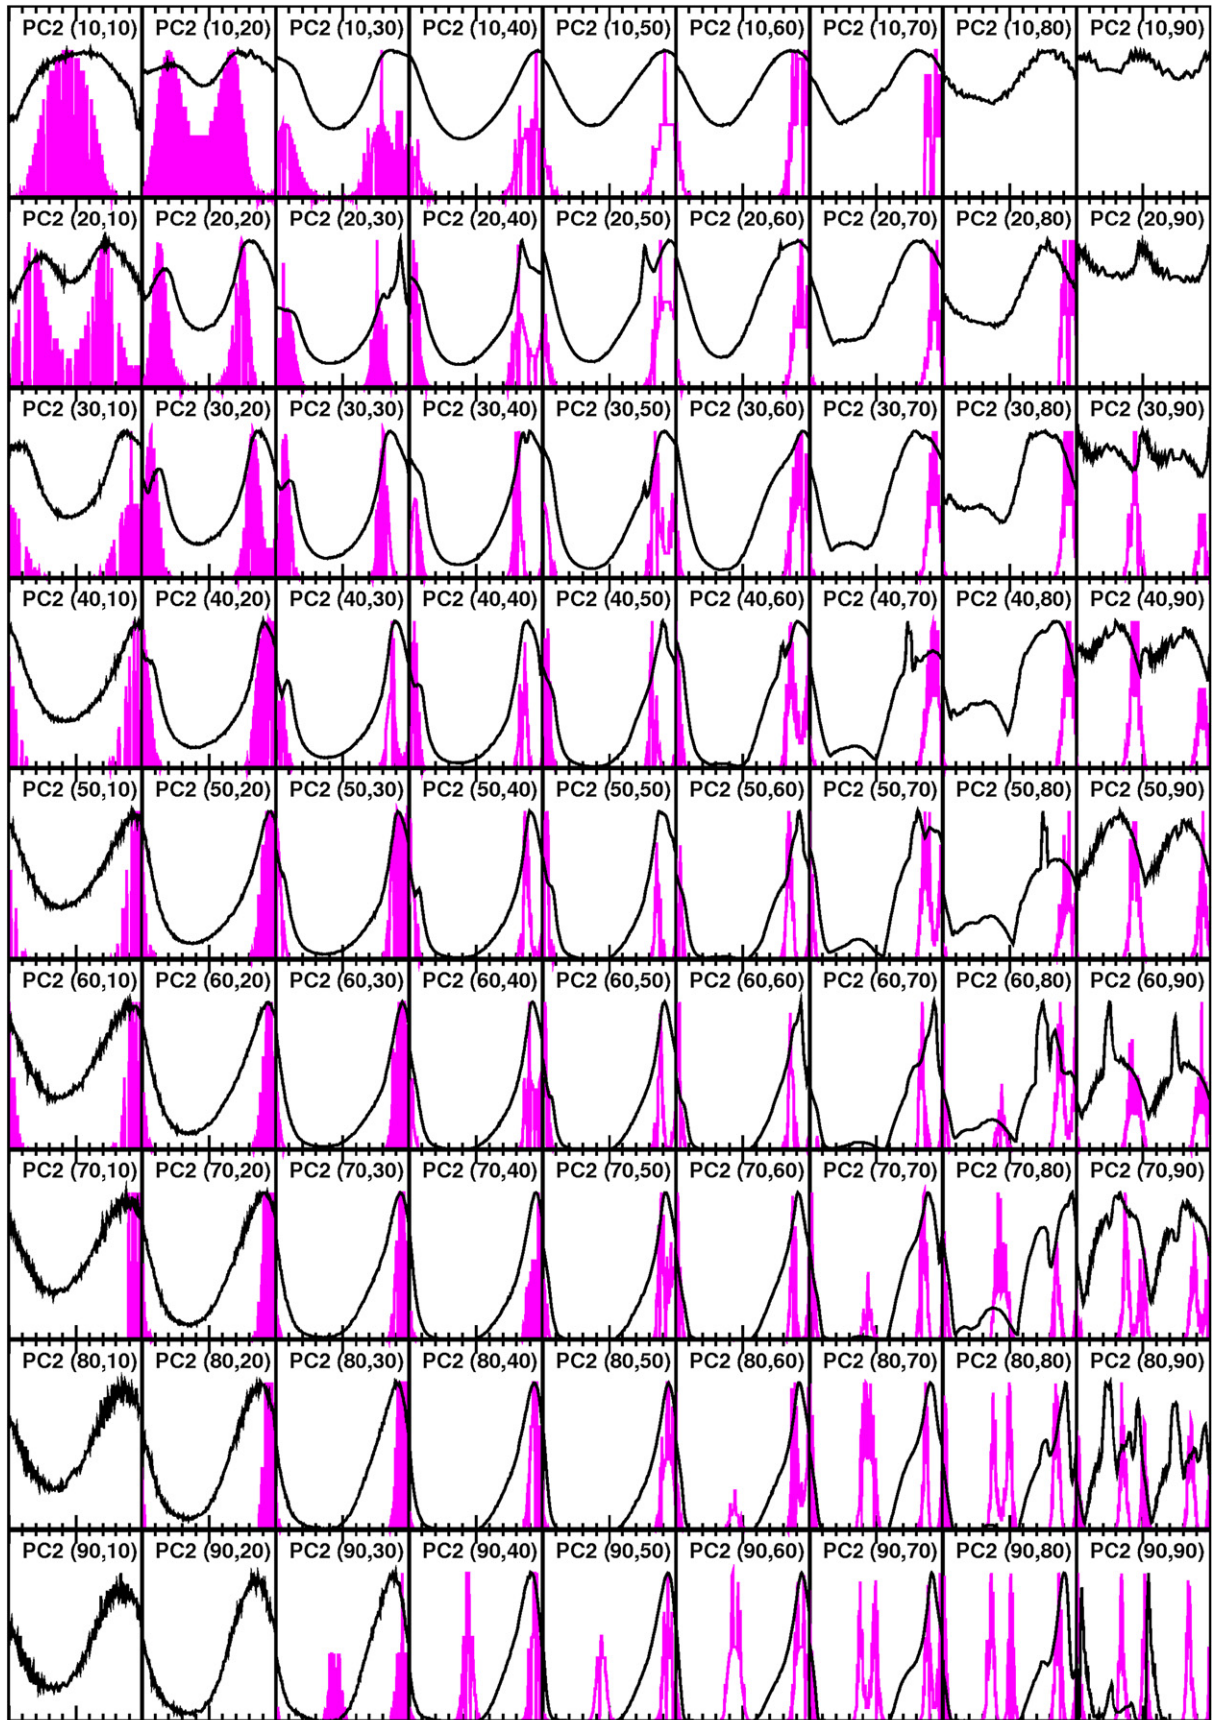 PC2 (10,10) PC2 (10,20) PC2 (10,30) PC2 (10,40) PC2 (10,50) PC2 (10,60) PC2 (10,70) PC2 (10,80) PC2 (10,90)
PC2 (20,10) PC2 (20,20) PC2 (20,30) PC2 (20,40) PC2 (20,50) PC2 (20,60) PC2 (20,70) PC2 (20,80) PC2 (20,90)
PC2 (30,10) PC2 (30,20) PC2 (30,30) PC2 (30,40) PC2 (30,50) PC2 (30,60) PC2 (30,70) PC2 (30,80) PC2 (30,90)
PC2 (40,10) PC2 (40,20) PC2 (40,30) PC2 (40,40) PC2 (40,50) PC2 (40,60) PC2 (40,70) PC2 (40,80) PC2 (40,90)
PC2 (50,10) PC2 (50,20) PC2 (50,30) PC2 (50,40) PC2 (50,50) PC2 (50,60) PC2 (50,70) PC2 (50,80) PC2 (50,90)
PC2 (60,10) PC2 (60,20) PC2 (60,30) PC2 (60,40) PC2 (60,50) PC2 (60,60) PC2 (60,70) PC2 (60,80) PC2 (60,90)
PC2 (70,10) PC2 (70,20) PC2 (70,30) PC2 (70,40) PC2 (70,50) PC2 (70,60) PC2 (70,70) PC2 (70,80) PC2 (70,90)
PC2 (80,10) PC2 (80,20) PC2 (80,30) PC2 (80,40) PC2 (80,50) PC2 (80,60) PC2 (80,70) PC2 (80,80) PC2 (80,90)
PC2 (90,10) PC2 (90,20) PC2 (90,30) PC2 (90,40) PC2 (90,50) PC2 (90,60) PC2 (90,70) PC2 (90,80) PC2 (90,90)